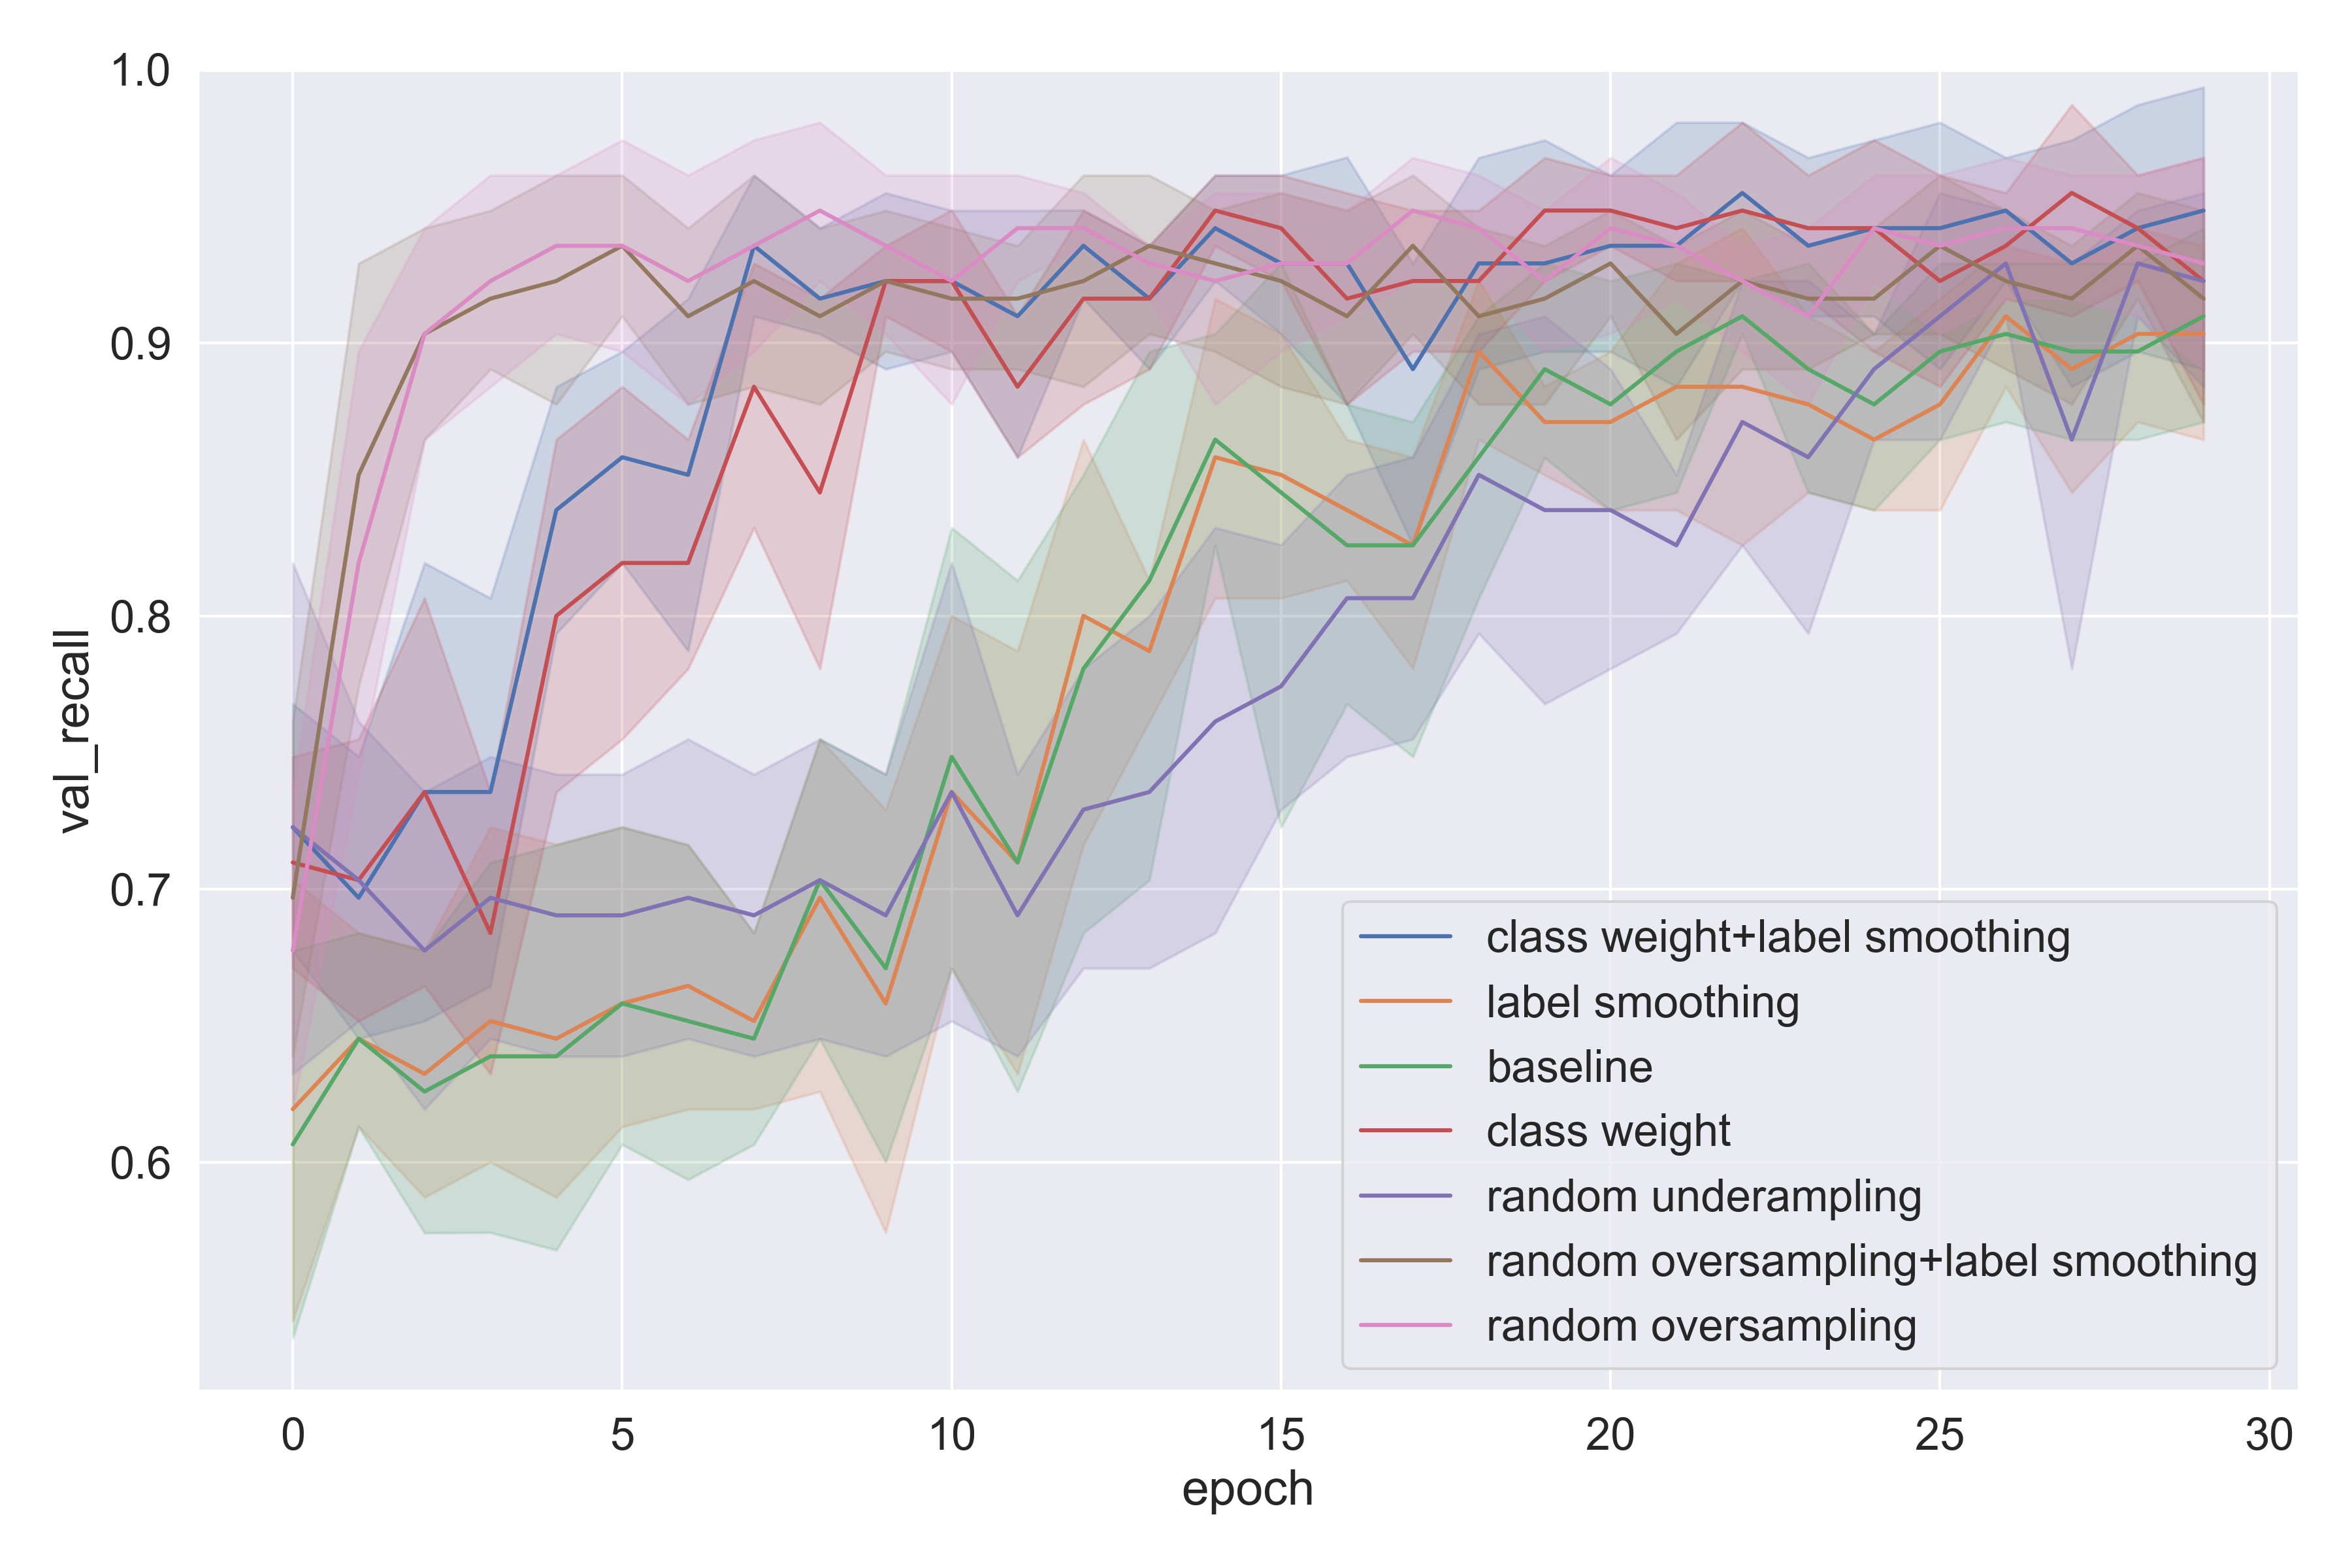 1.0
0.9
0.8
0.7
0.6
val_recall
class weight+label smoothing
label smoothing
baseline
class weight
random underampling
random oversampling+label smoothing
random oversampling
0 5 10 15 20 25 30
epoch